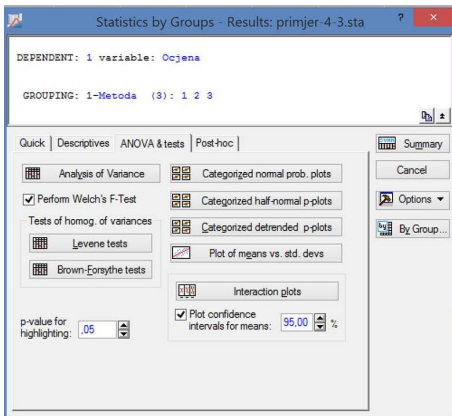 Statistics by Groups - Results: primjer-4-3.sta ? ×
DEPENDENT: 1 variable: Ocjena
GROUPING: 1-Metoda (3): 1 2 3
Quick Descriptives ANOVA & tests Post-hoc
Analysis of Variance
Perform Welch's F-Test
Tests of homog. of variances
Levene tests
Brown-Forsythe tests
p-value for
highlighting: ,05
Categorized normal prob. plots
Categorized half-normal p-plots
Categorized detrended p-plots
Plot of means vs. std. devs
Interaction plots
Plot confidence
intervals for means: 95,00 %
Summary
Cancel
Options
By Group...